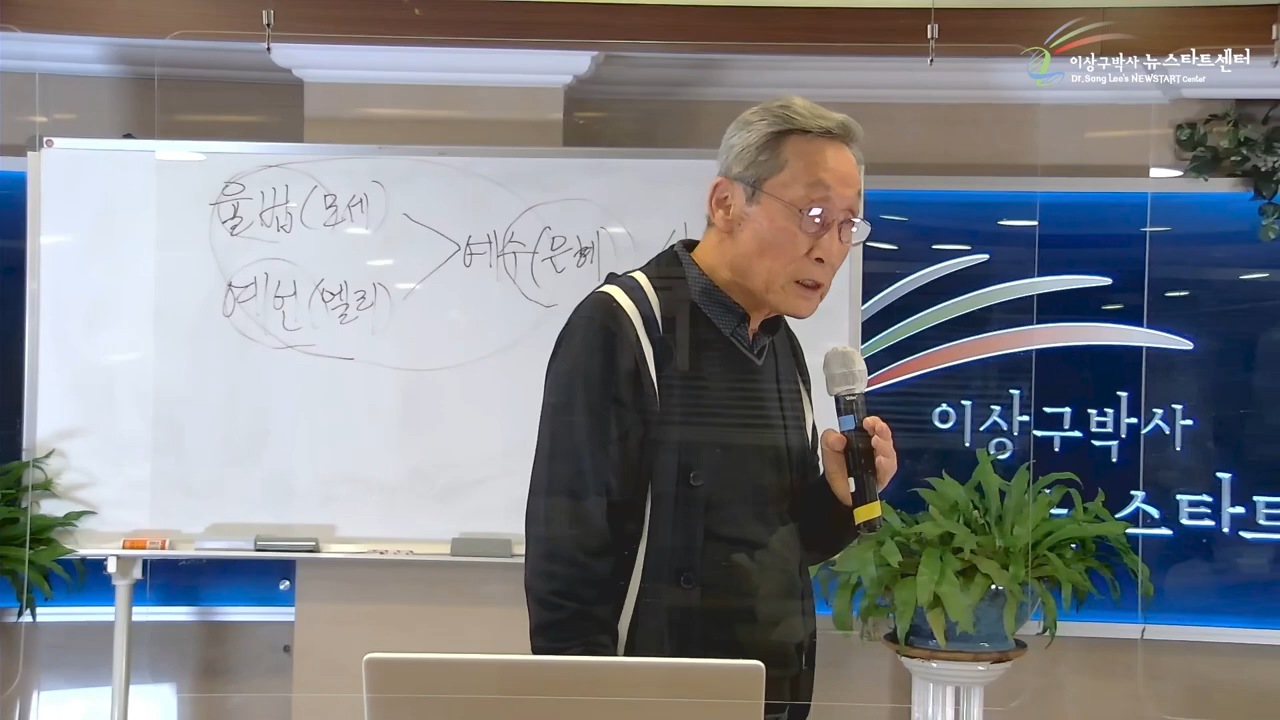 이상구박사 뉴스타트센터
Dr. Sang Lee's NEWSTART Center
율법(모세)
예수(은혜)
예언(엘리
이상구박사
스타트